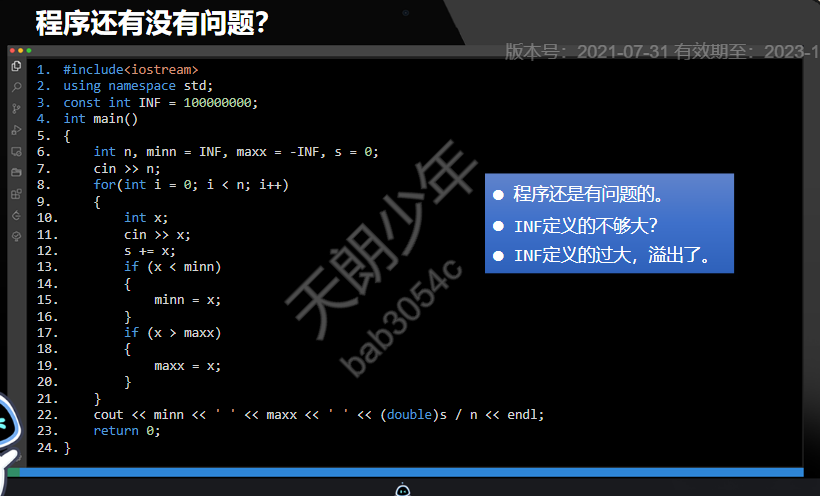 程序还有没有问题?
版本号：2021-07-31 有效期至：2023-1
1. #include<iostream>
2. using namespace std;
3. const int INF = 100000000;
4. int main()
5. {
6. int n, minn = INF, maxx = -INF, s = 0;
7. cin >> n;
8. for(int i = 0; i < n; i++)
9. {
10. int x;
11. cin >> x;
12. s += x;
13. if (x < minn)
14. {
15. minn = x;
16. }
17. if (x > maxx)
18. {
19. maxx = x;
20. }
21. }
22. cout << minn << ' ' << maxx << ' ' << (double)s / n << endl;
23. return 0;
24. }
● 程序还是有问题的。
● INF定义的不够大?
● INF定义的过大，溢出了。
天朗少年
bab3054c